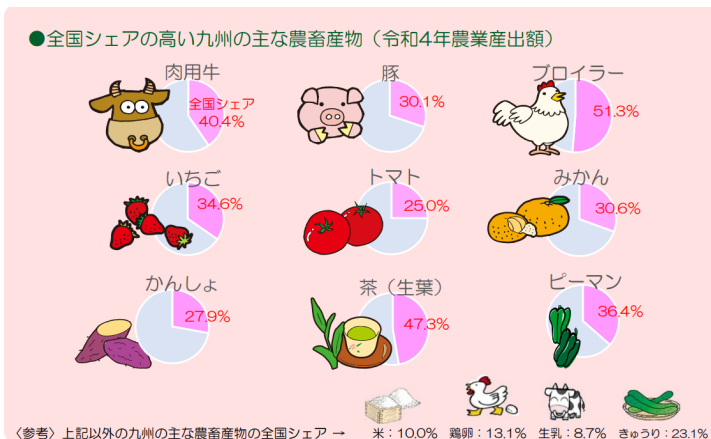 ●全国シェアの高い九州の主な農畜産物（令和4年農業産出額）
肉用牛
全国シェア
40.4%
豚
30.1%
ブロイラー
51.3%
いちご
34.6%
トマト
25.0%
みかん
30.6%
かんしょ
27.9%
茶（生葉）
47.3%
ピーマン
36.4%
〈参考〉上記以外の九州の主な農畜産物の全国シェア → 米：10.0% 鶏卵：13.1% 生乳：8.7% きゅうり：23.1%